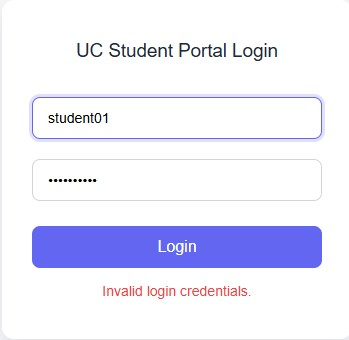 UC Student Portal Login
student01
••••••••••
Login
Invalid login credentials.